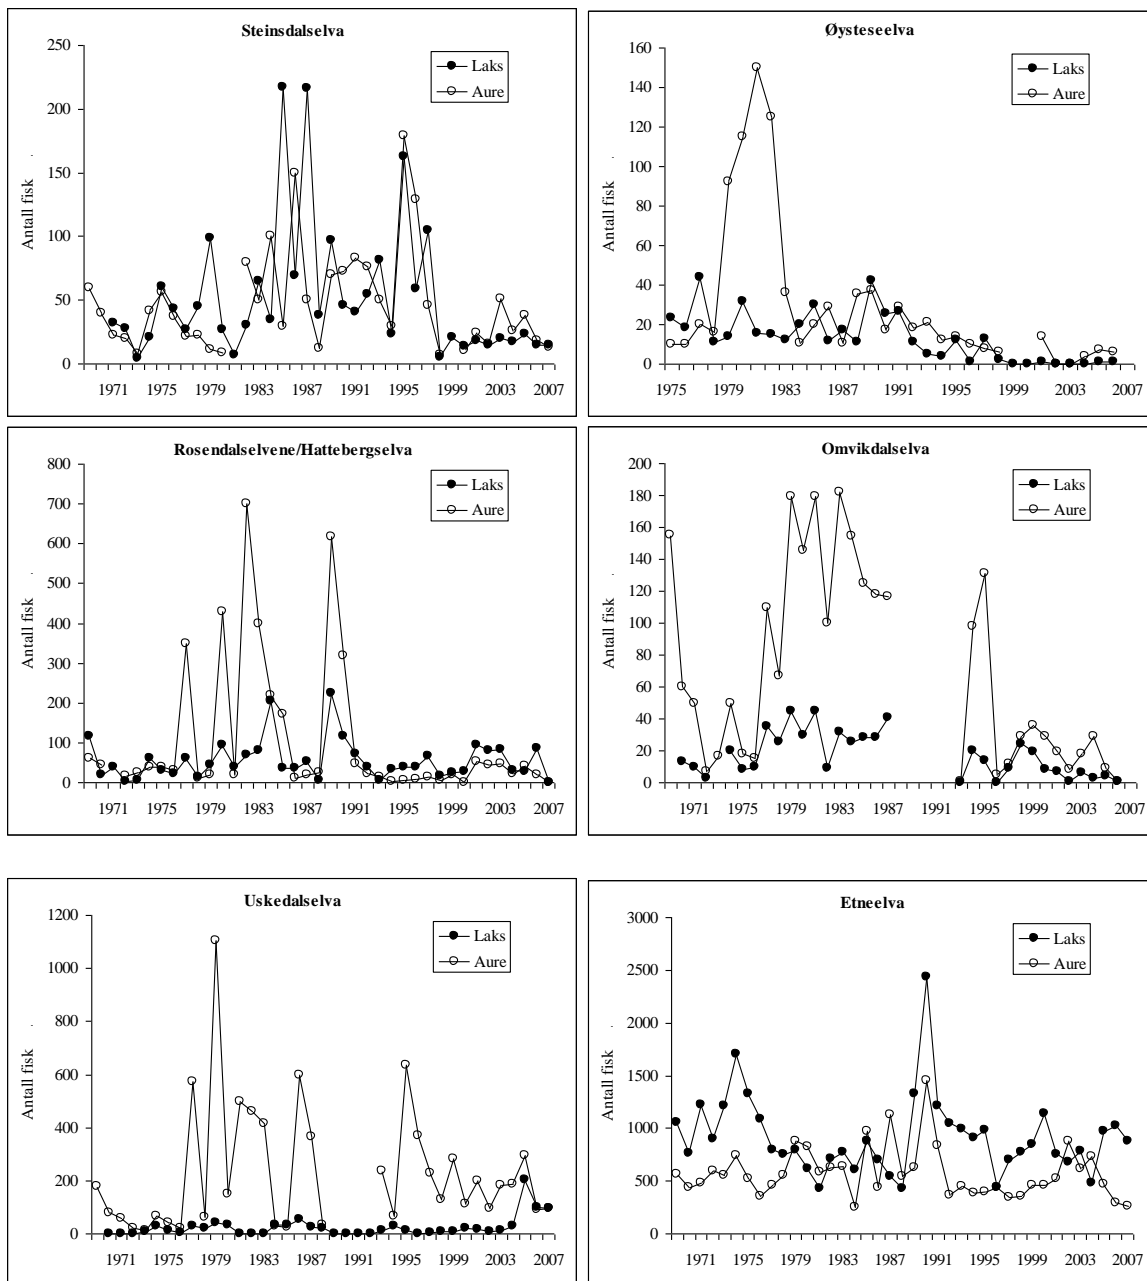 Steinsdalselva
Antall fisk
250
200
150
100
50
0
Laks
Aure
1971 1975 1979 1983 1987 1991 1995 1999 2003 2007
Øysteseelva
Antall fisk
160
140
120
100
80
60
40
20
0
Laks
Aure
1975 1979 1983 1987 1991 1995 1999 2003 2007
Rosendalselvene/Hattebergselva
Antall fisk
800
700
600
500
400
300
200
100
0
Laks
Aure
1971 1975 1979 1983 1987 1991 1995 1999 2003 2007
Omvikdalselva
Antall fisk
200
180
160
140
120
100
80
60
40
20
0
Laks
Aure
1971 1975 1979 1983 1987 1991 1995 1999 2003 2007
Uskedalselva
Antall fisk
1200
1000
800
600
400
200
0
Laks
Aure
1971 1975 1979 1983 1987 1991 1995 1999 2003 2007
Etneelva
Antall fisk
3000
2500
2000
1500
1000
500
0
Laks
Aure
1971 1975 1979 1983 1987 1991 1995 1999 2003 2007